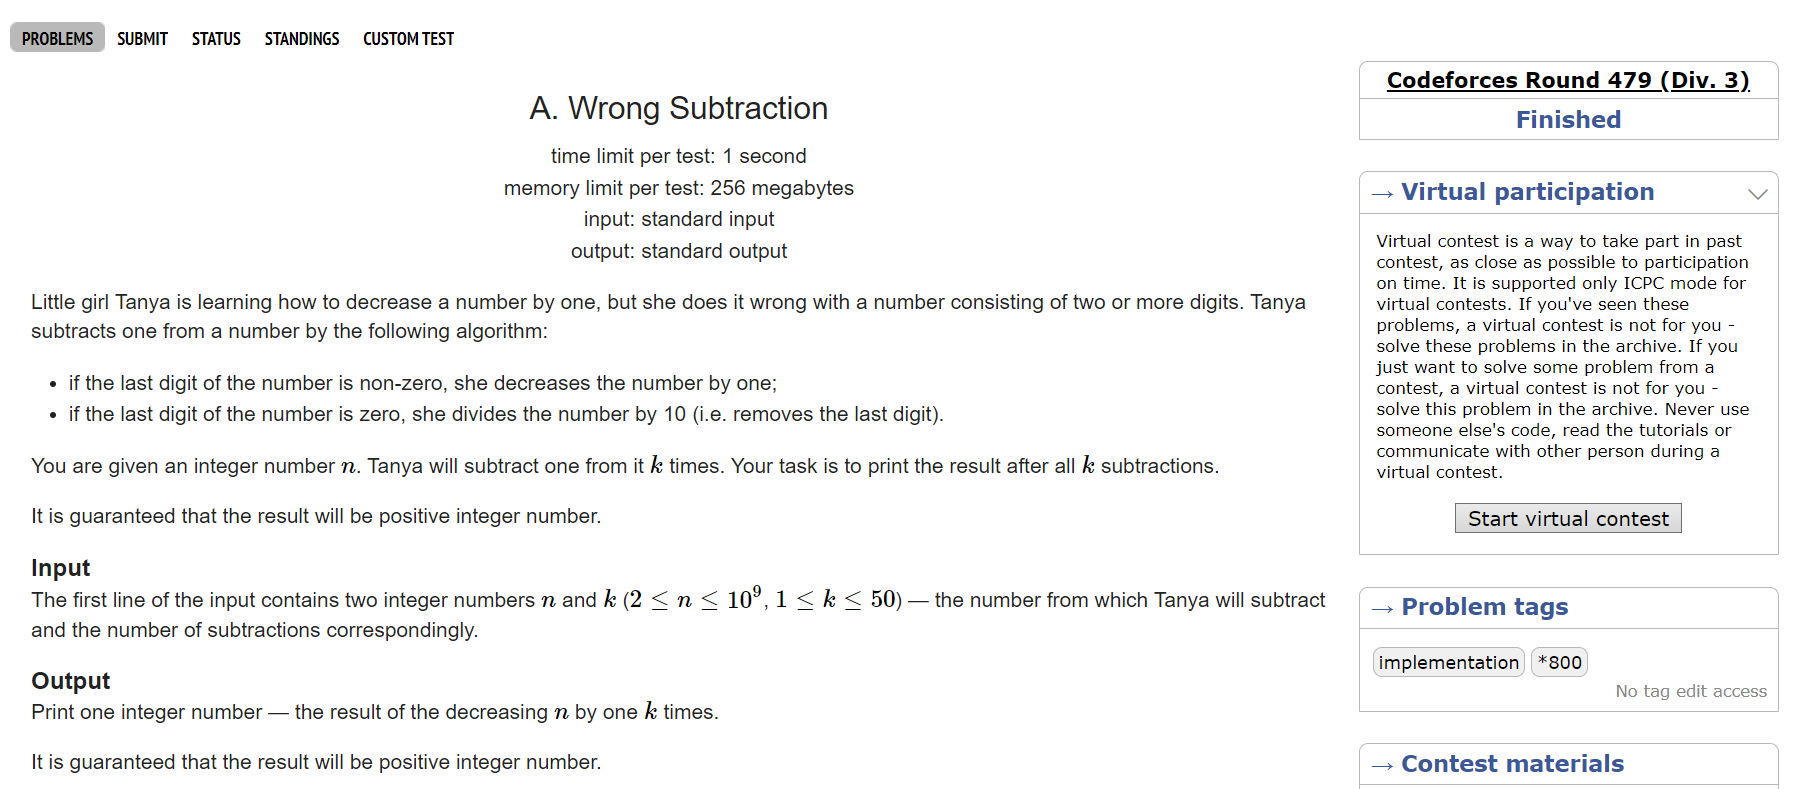 PROBLEMS SUBMIT STATUS STANDINGS CUSTOM TEST
A. Wrong Subtraction
time limit per test: 1 second
memory limit per test: 256 megabytes
input: standard input
output: standard output
Little girl Tanya is learning how to decrease a number by one, but she does it wrong with a number consisting of two or more digits. Tanya
subtracts one from a number by the following algorithm:
• if the last digit of the number is non-zero, she decreases the number by one;
• if the last digit of the number is zero, she divides the number by 10 (i.e. removes the last digit).
You are given an integer number n. Tanya will subtract one from it k times. Your task is to print the result after all k subtractions.
It is guaranteed that the result will be positive integer number.
Input
The first line of the input contains two integer numbers n and k (2 ≤ n ≤ 10⁹, 1 ≤ k ≤ 50) — the number from which Tanya will subtract
and the number of subtractions correspondingly.
Output
Print one integer number — the result of the decreasing n by one k times.
It is guaranteed that the result will be positive integer number.
Codeforces Round 479 (Div. 3)
Finished
→ Virtual participation
Virtual contest is a way to take part in past
contest, as close as possible to participation
on time. It is supported only ICPC mode for
virtual contests. If you've seen these
problems, a virtual contest is not for you -
solve these problems in the archive. If you
just want to solve some problem from a
contest, a virtual contest is not for you -
solve this problem in the archive. Never use
someone else's code, read the tutorials or
communicate with other person during a
virtual contest.
Start virtual contest
→ Problem tags
implementation *800
No tag edit access
→ Contest materials